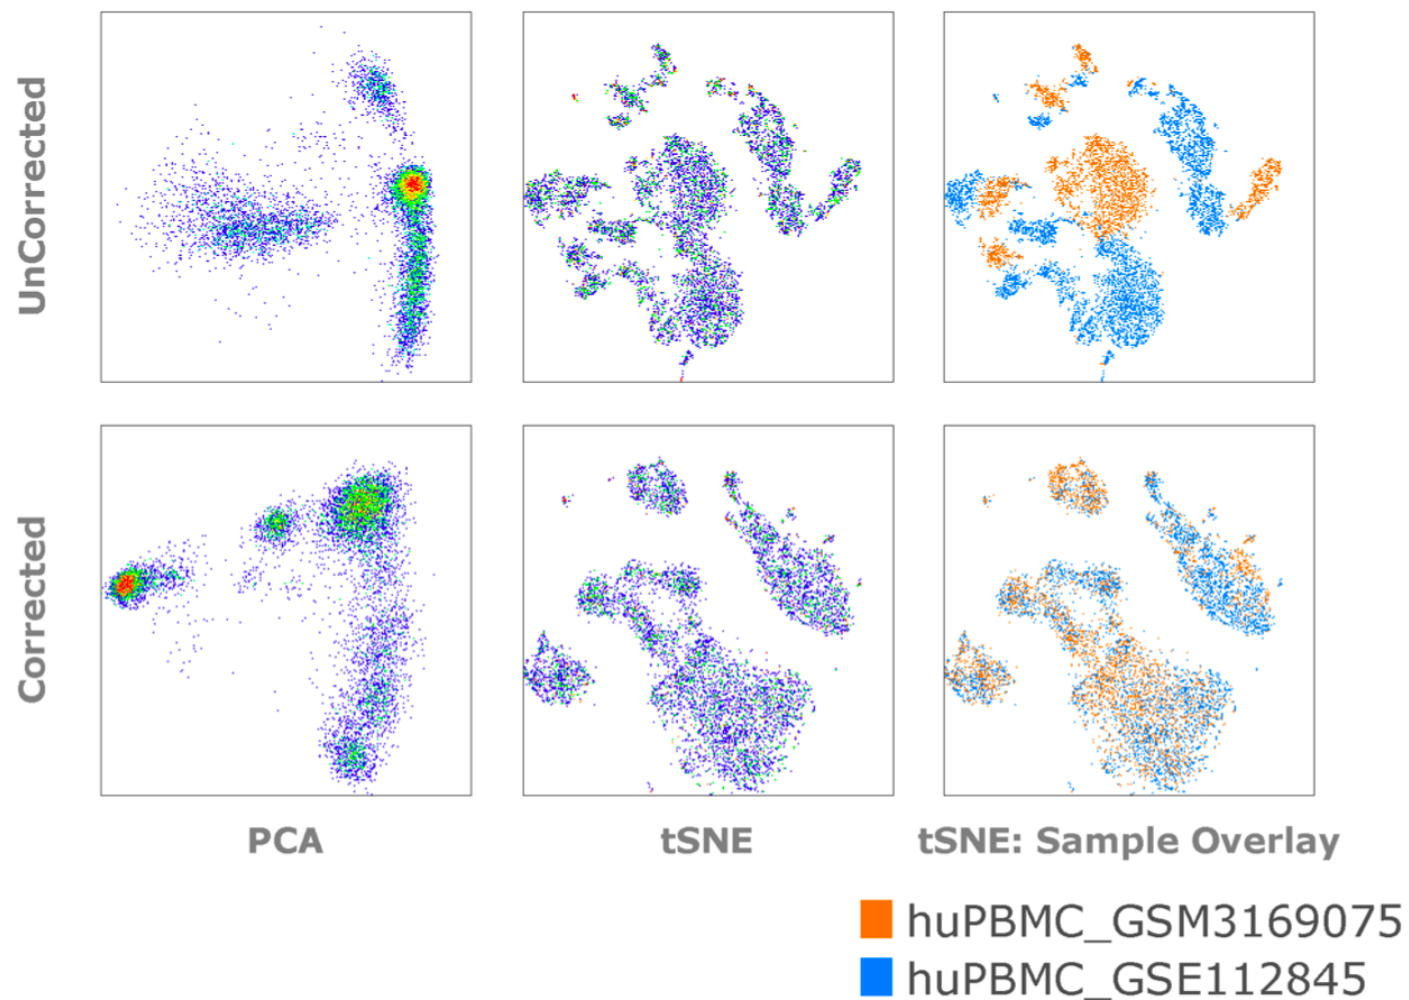 UnCorrected
Corrected
PCA
tSNE
tSNE: Sample Overlay
huPBMC_GSM3169075
huPBMC_GSE112845